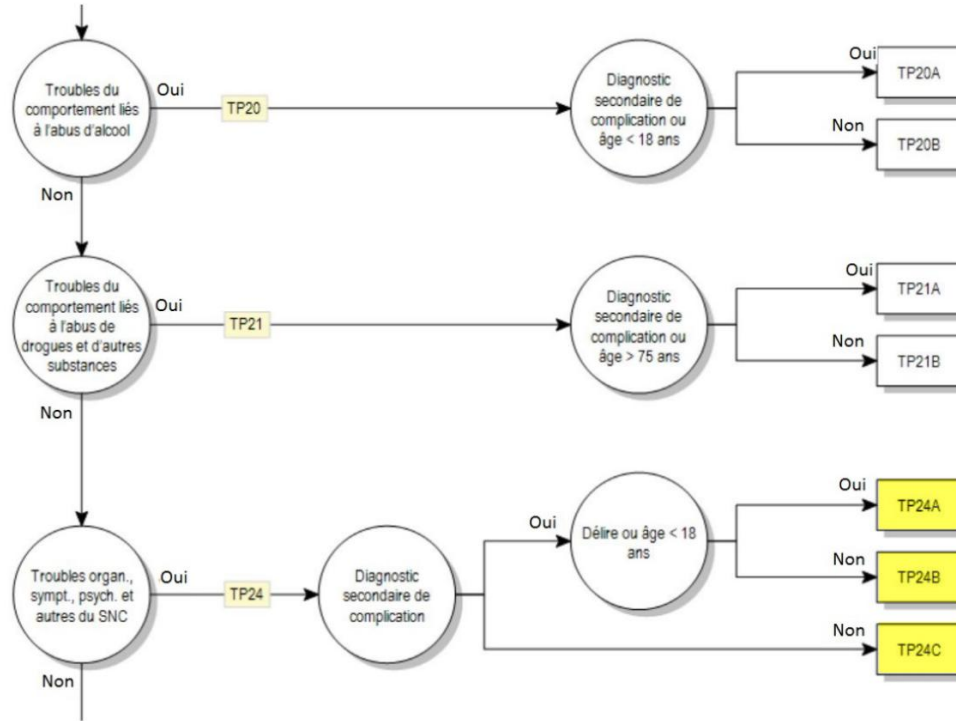 Troubles du
comportement liés
à l'abus d'alcool
Oui
TP20
Diagnostic
secondaire de
complication ou
âge < 18 ans
Oui
TP20A
Non
TP20B
Non
Troubles du
comportement liés
à l'abus de
drogues et d'autres
substances
Oui
TP21
Diagnostic
secondaire de
complication ou
âge > 75 ans
Oui
TP21A
Non
TP21B
Non
Troubles organ.,
sympt., psych. et
autres du SNC
Oui
TP24
Diagnostic
secondaire de
complication
Oui
Délire ou âge < 18
ans
Oui
TP24A
Non
TP24B
Non
TP24C
Non